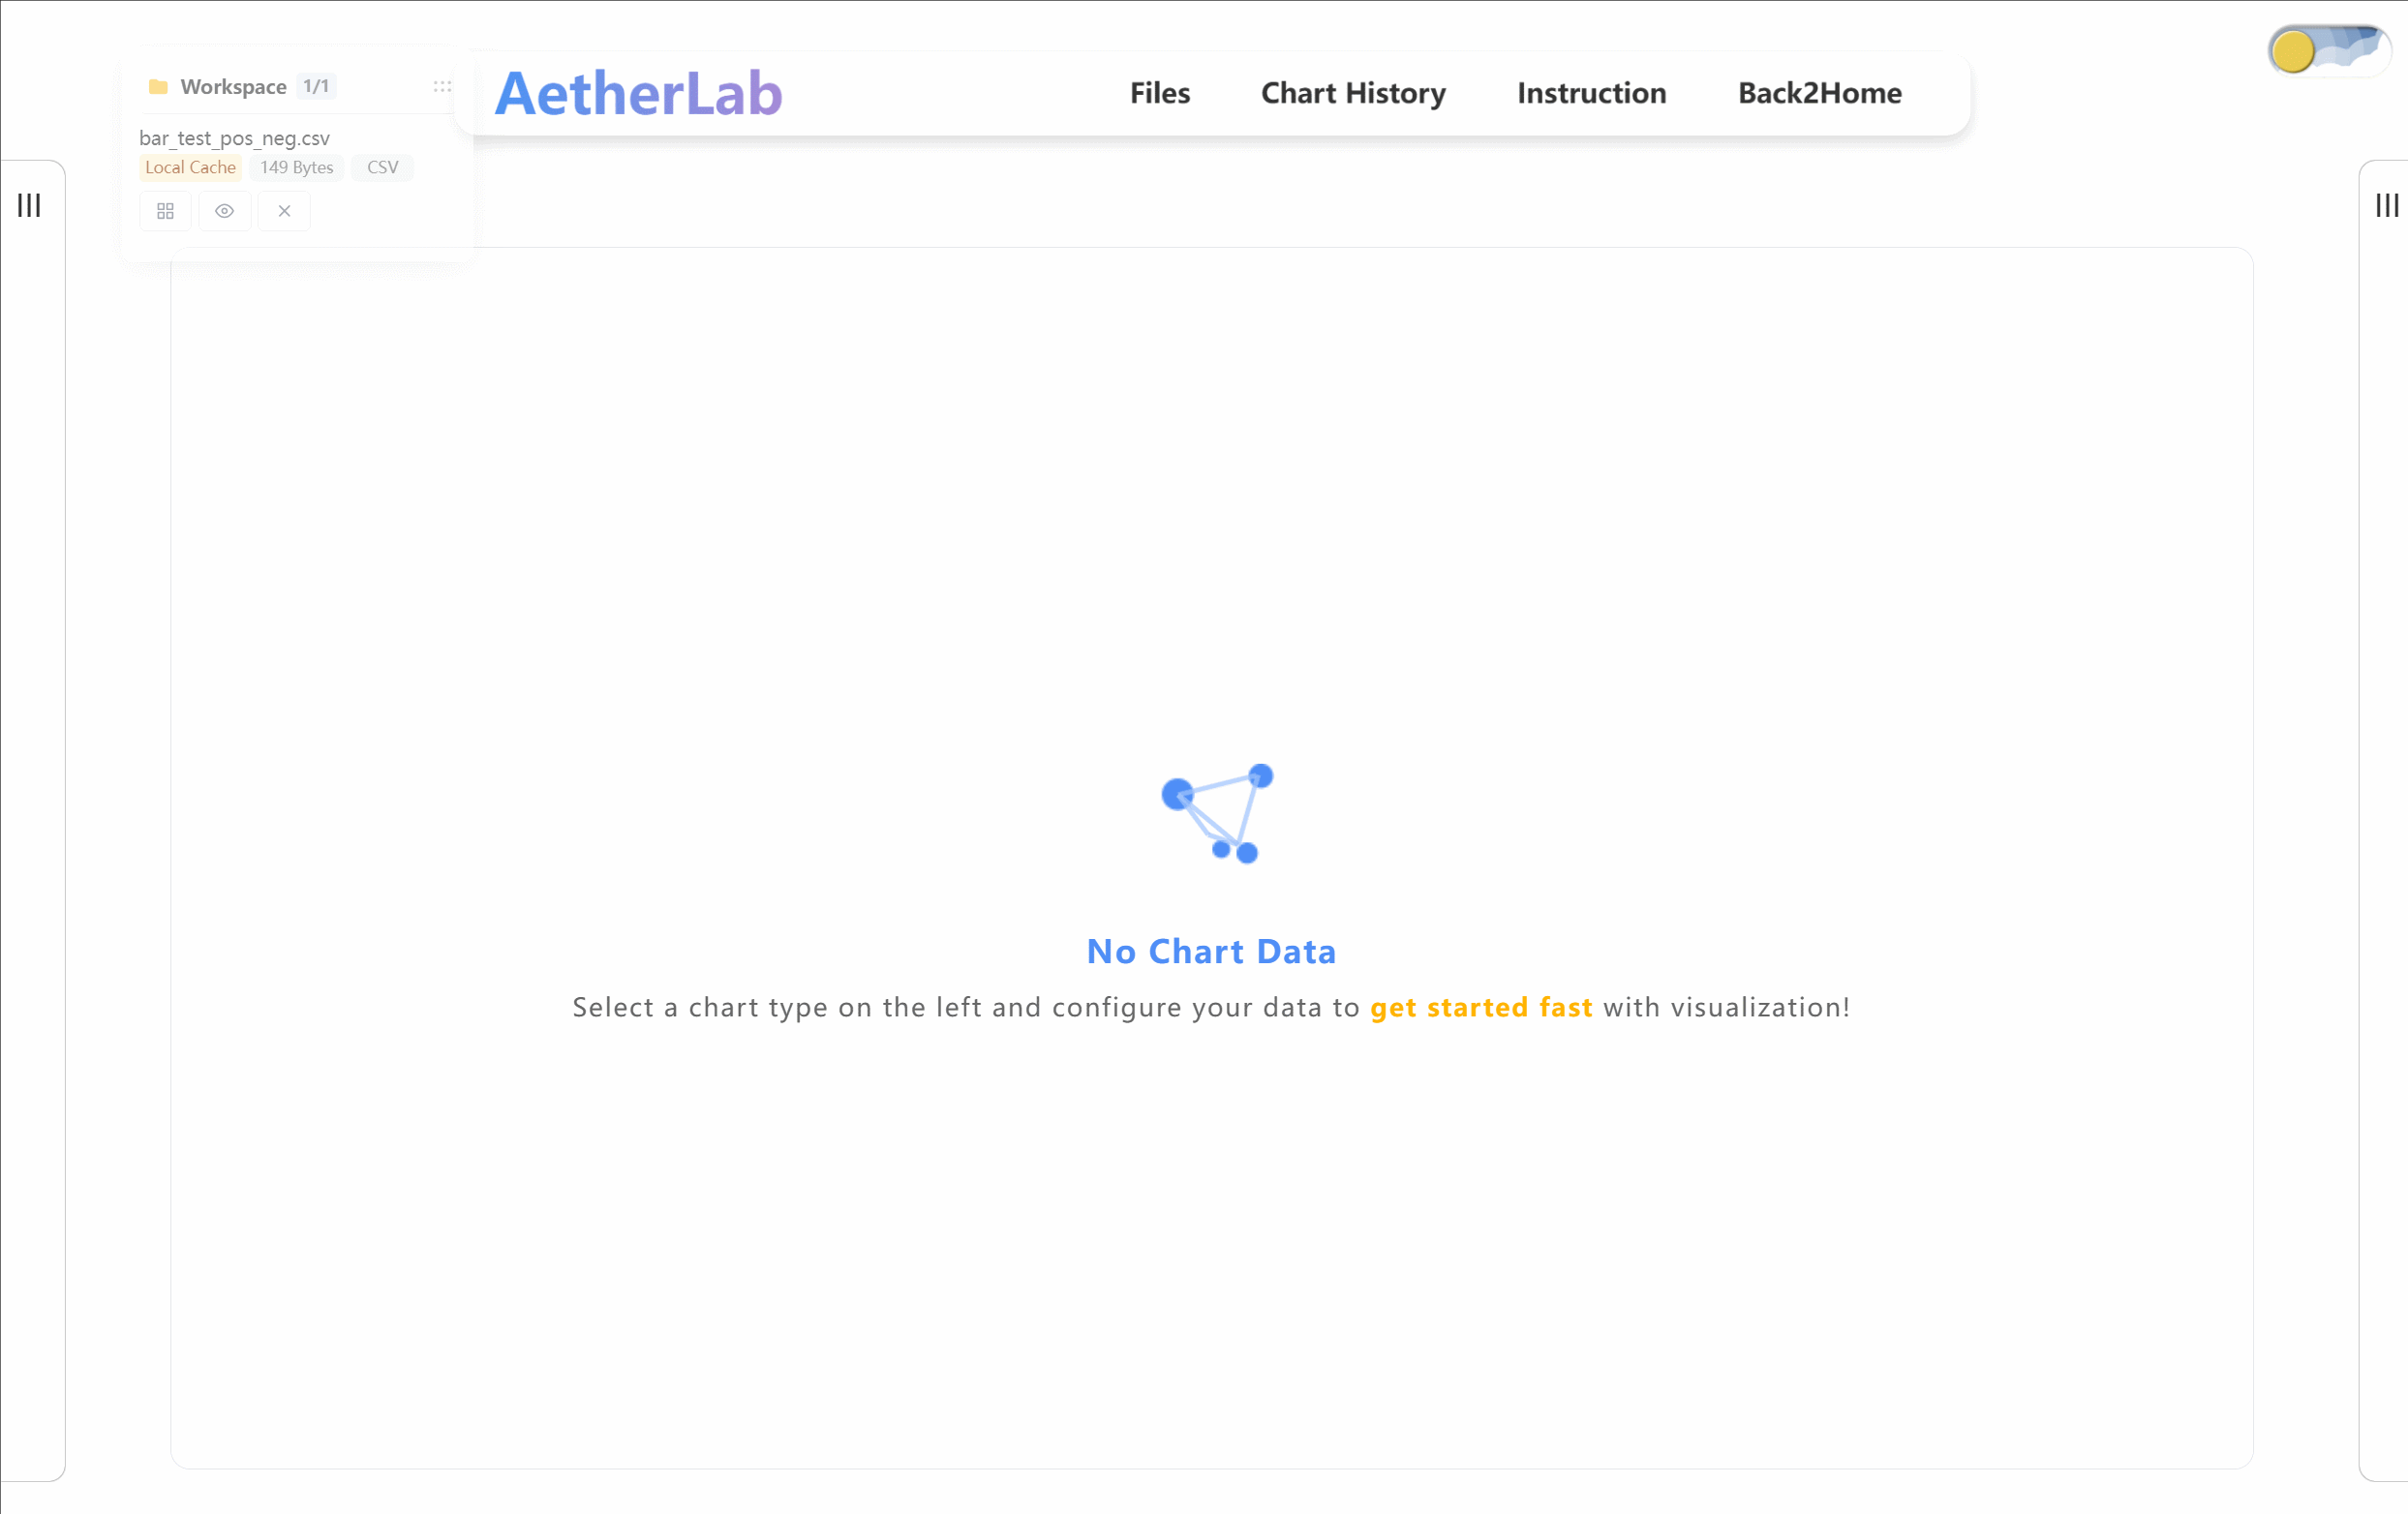 Workspace 1/1
AetherLab
Files
Chart History
Instruction
Back2Home
bar_test_pos_neg.csv
Local Cache 149 Bytes CSV
No Chart Data
Select a chart type on the left and configure your data to get started fast with visualization!